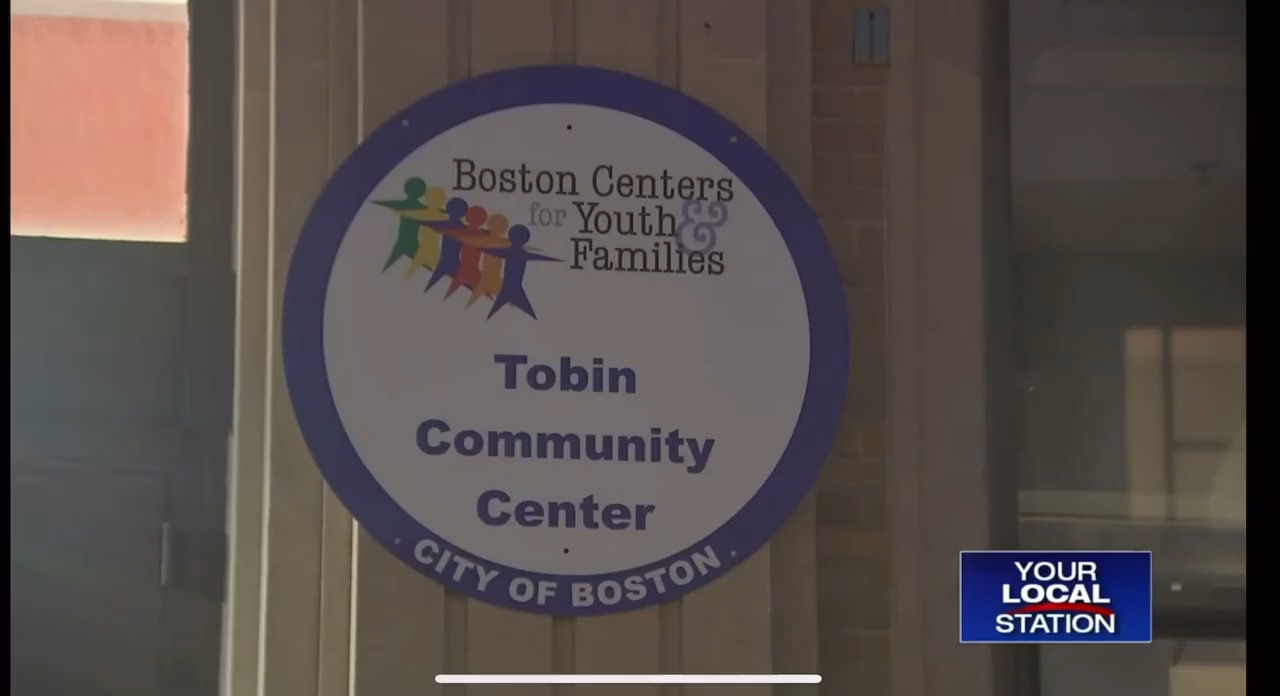 Boston Centers
for Youth &
Families
Tobin
Community
Center
CITY OF BOSTON
YOUR
LOCAL
STATION